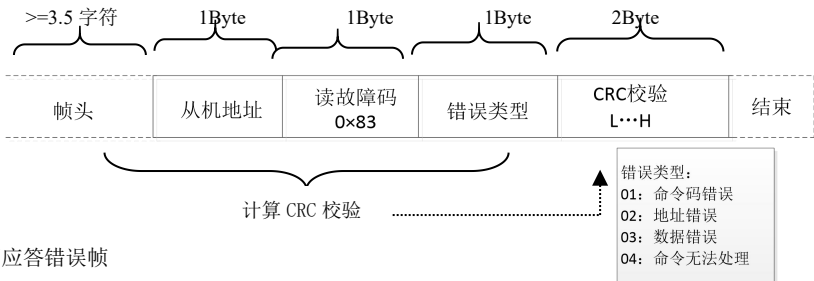 >=3.5 字符 1Byte 1Byte 1Byte 2Byte
帧头 从机地址 读故障码 错误类型 CRC校验 结束
0×83 L···H
计算 CRC 校验
错误类型：
01：命令码错误
02：地址错误
03：数据错误
04：命令无法处理
应答错误帧